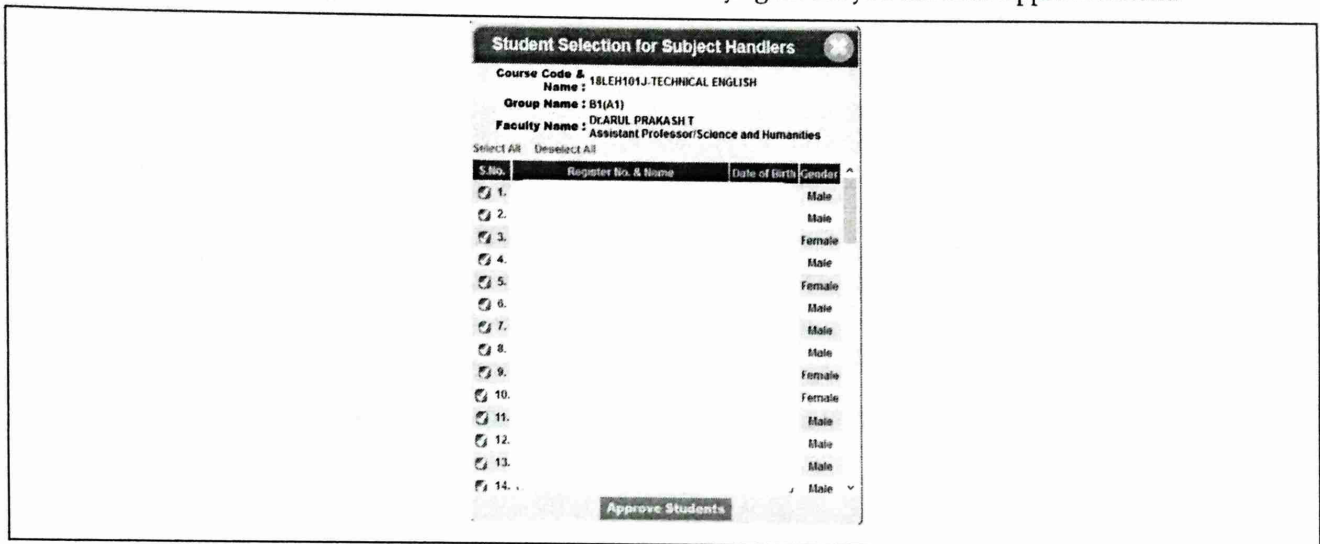 Student Selection for Subject Handlers
Course Code & Name : 18LEH101J-TECHNICAL ENGLISH
Group Name : B1(A1)
Faculty Name : Dr.ARUL PRAKASH T
Assistant Professor/Science and Humanities
Select All Deselect All
S.No. Register No. & Name Date of Birth Gender
1. Male
2. Male
3. Female
4. Male
5. Female
6. Male
7. Male
8. Male
9. Female
10. Female
11. Male
12. Male
13. Male
14. Male
Approve Students